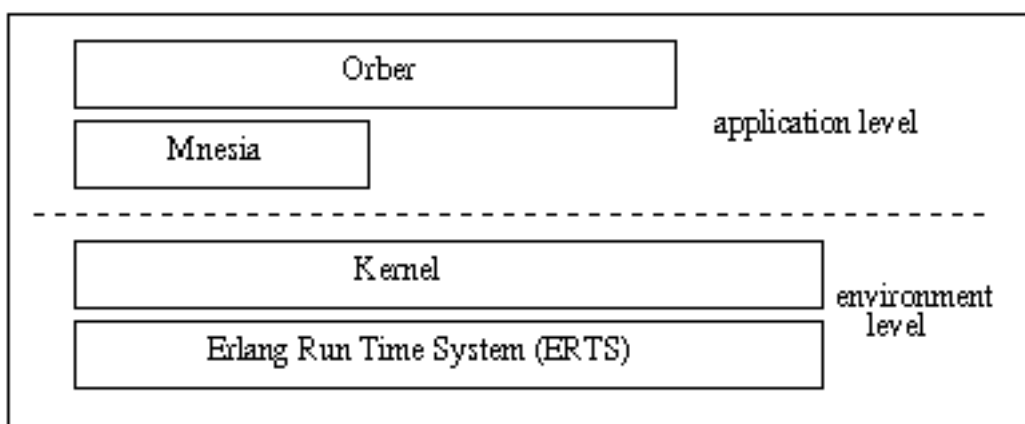 Orber
application level
Mnesia
Kernel
environment
level
Erlang Run Time System (ERTS)